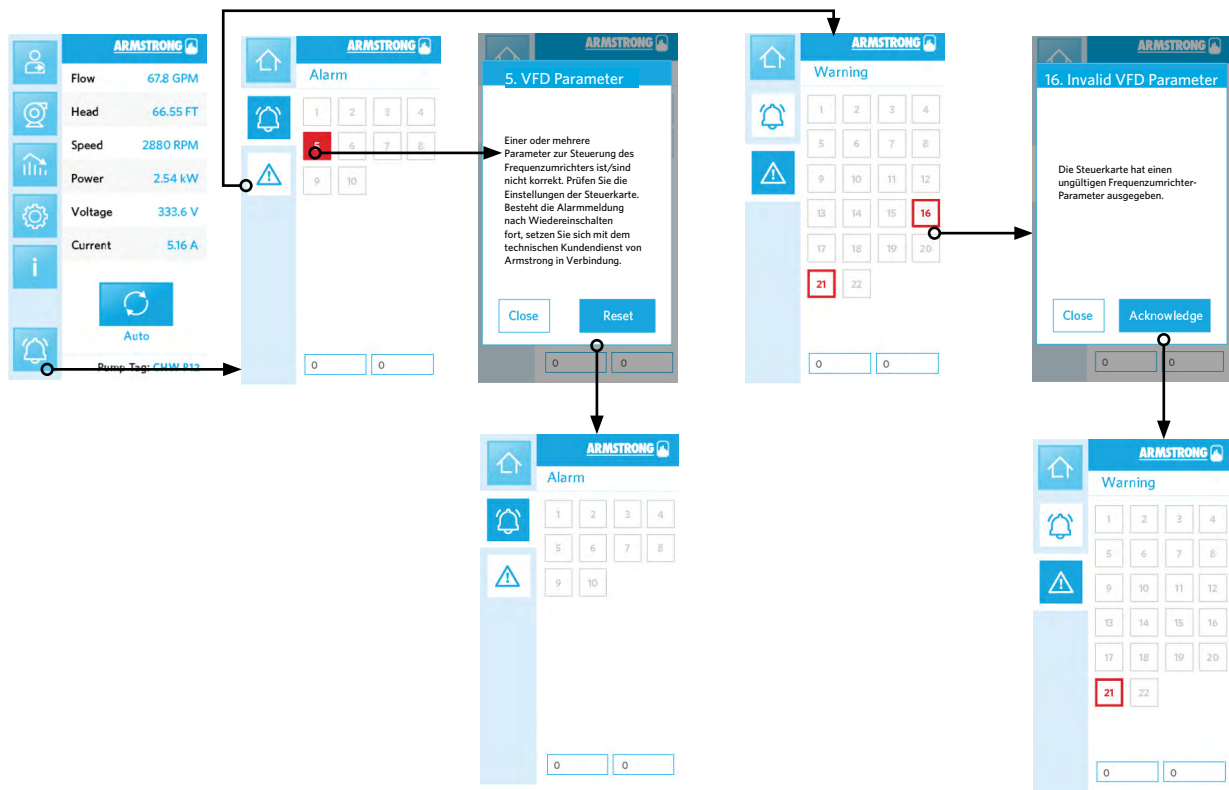 ARMSTRONG
Flow 67.8 GPM
Head 66.55 FT
Speed 2880 RPM
Power 2.54 kW
Voltage 333.6 V
Current 5.16 A
i
Auto
Pump Tag: CHW P12
ARMSTRONG
Alarm
1 2 3 4
5 6 7 8
9 10
0 0
ARMSTRONG
5. VFD Parameter
Einer oder mehrere
Parameter zur Steuerung des
Frequenzumrichters ist/sind
nicht korrekt. Prüfen Sie die
Einstellungen der Steuerkarte.
Besteht die Alarmmeldung
nach Wiedereinschalten
fort, setzen Sie sich mit dem
technischen Kundendienst von
Armstrong in Verbindung.
Close Reset
0 0
ARMSTRONG
Warning
1 2 3 4
5 6 7 8
9 10 11 12
13 14 15 16
17 18 19 20
21 22
0 0
ARMSTRONG
16. Invalid VFD Parameter
Die Steuerkarte hat einen
ungültigen Frequenzumrichter-
Parameter ausgegeben.
Close Acknowledge
0 0
ARMSTRONG
Alarm
1 2 3 4
5 6 7 8
9 10
0 0
ARMSTRONG
Warning
1 2 3 4
5 6 7 8
9 10 11 12
13 14 15 16
17 18 19 20
21 22
0 0